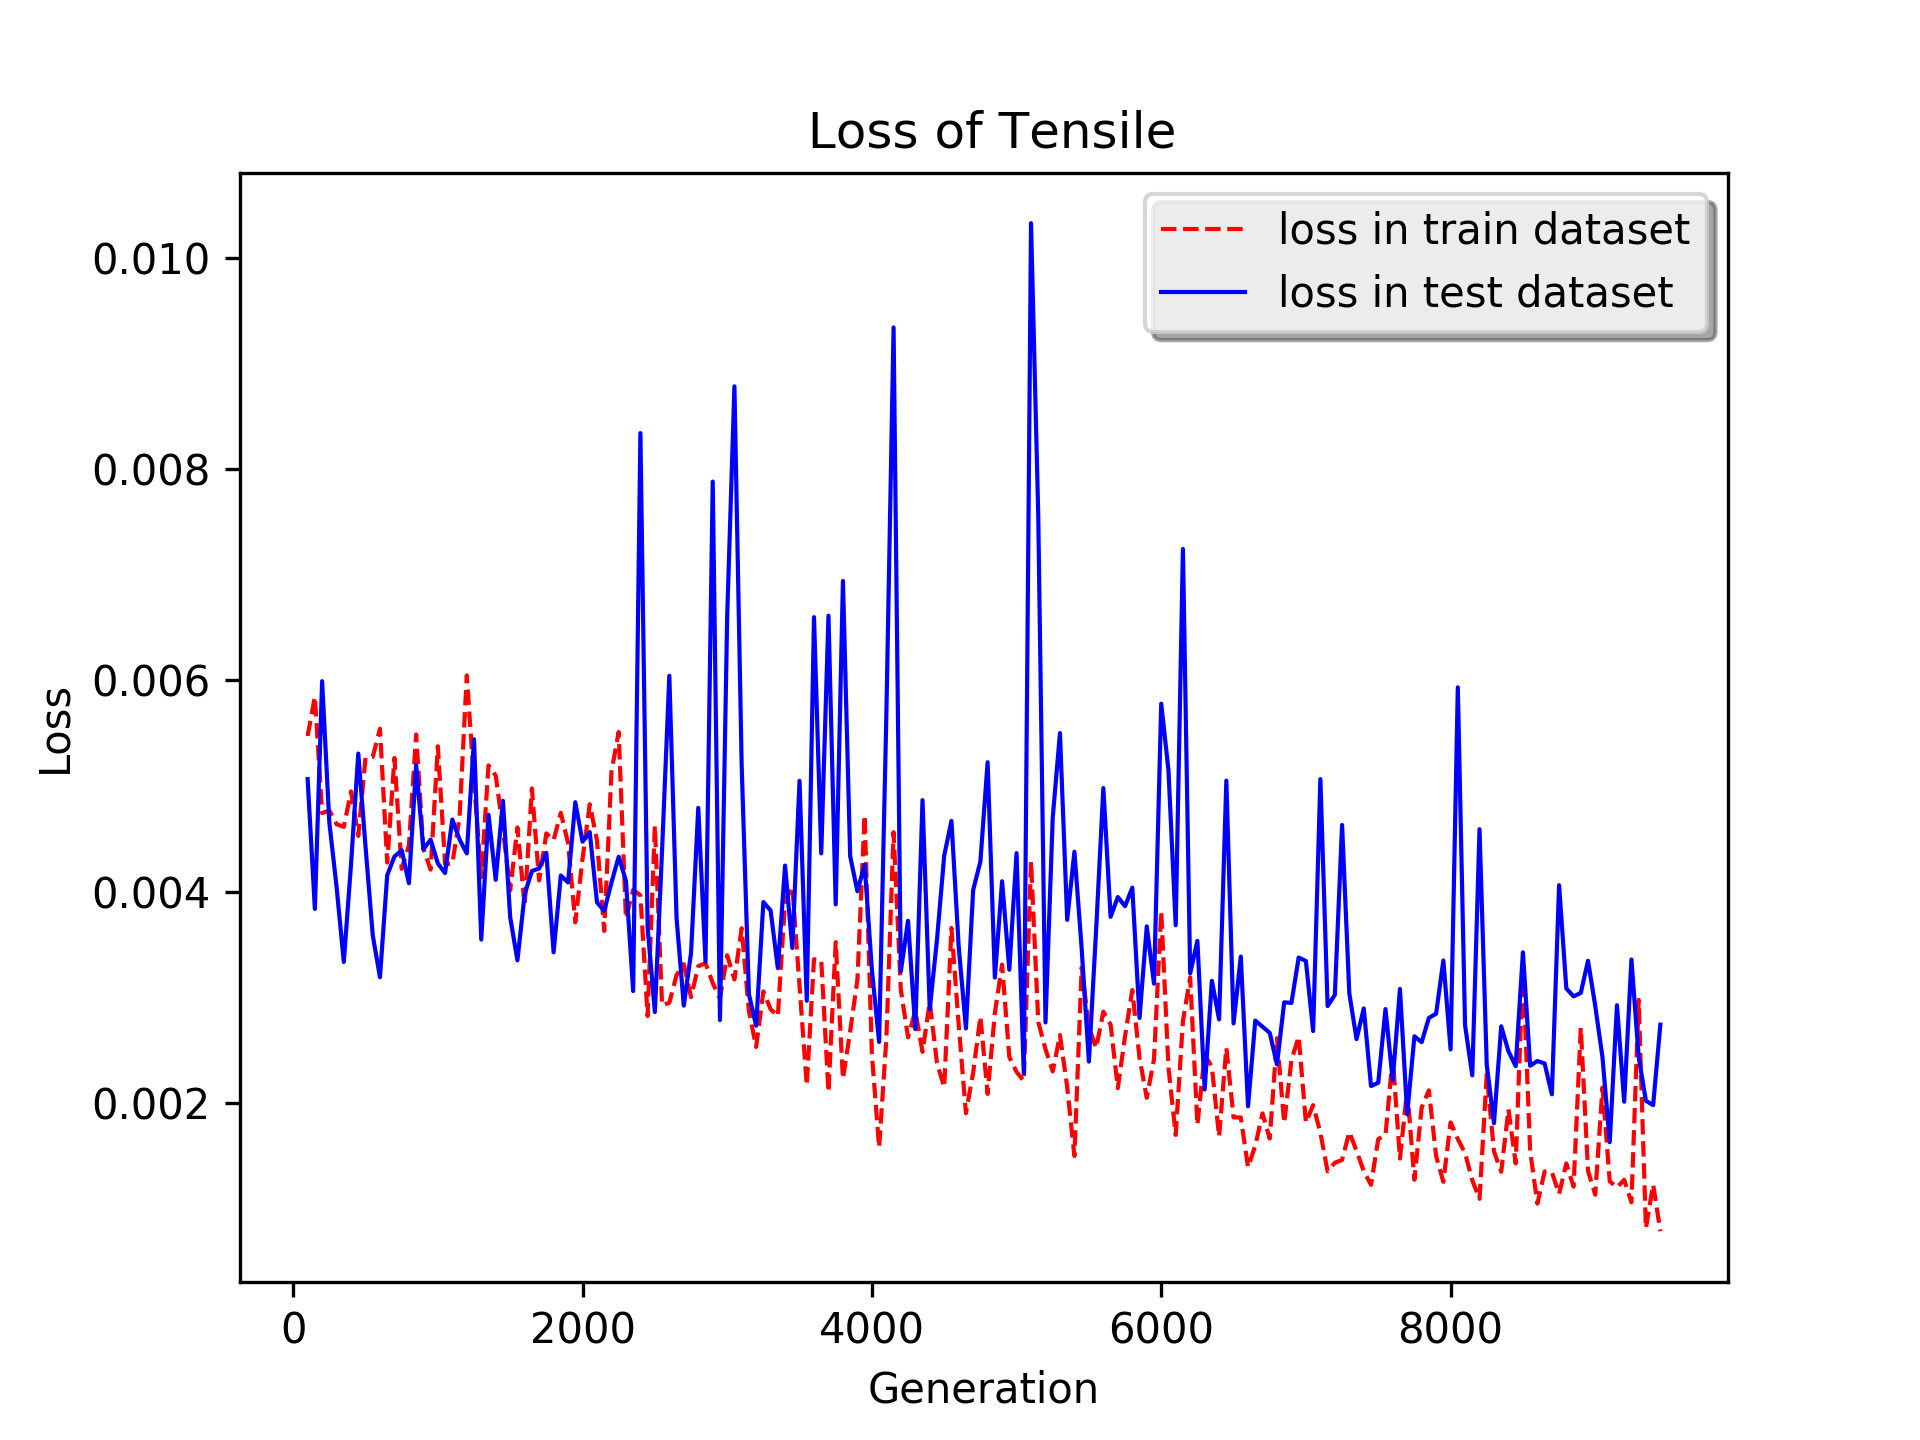 Loss of Tensile
loss in train dataset
loss in test dataset
0.010
0.008
0.006
0.004
0.002
Loss
0 2000 4000 6000 8000
Generation